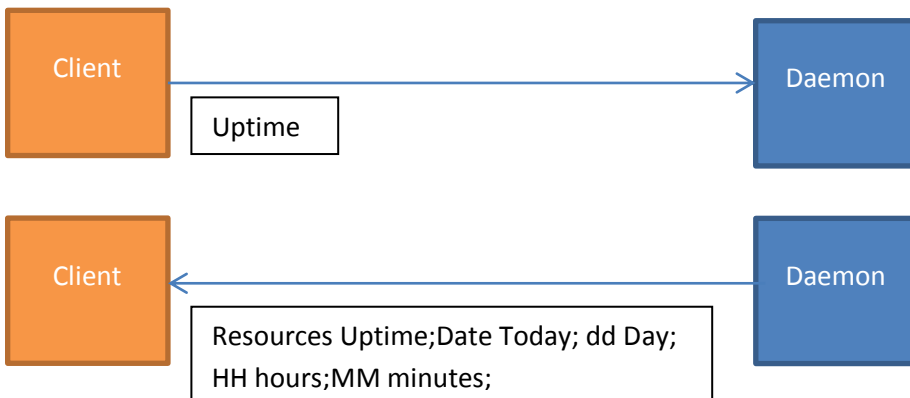 Client
Daemon
Uptime
Client
Daemon
Resources Uptime;Date Today; dd Day;
HH hours;MM minutes;